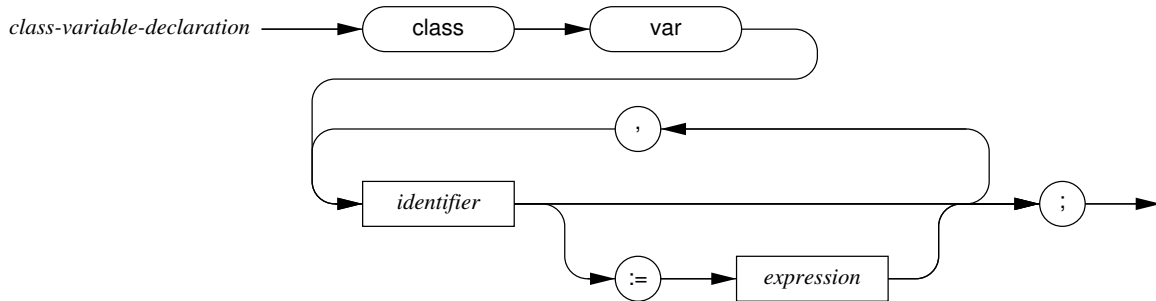 class-variable-declaration class var
,
identifier ;
:= expression